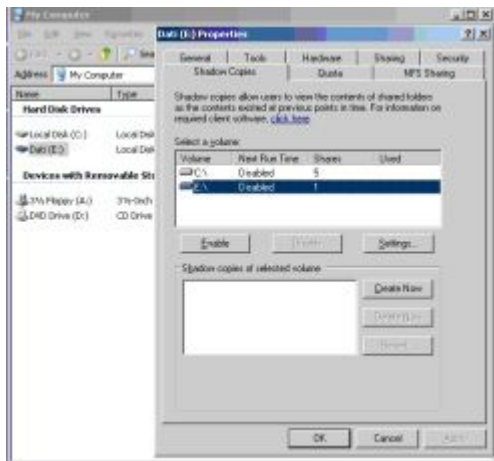 My Computer
File Edit View Favorites
Address My Computer
Name Type
Hard Disk Drives
Local Disk (C:) Local Disk
Dati (E:) Local Disk
Devices with Removable Sto
3½ Floppy (A:) 3½-Inch
DVD Drive (D:) CD Drive
Dati (E:) Properties
General Tools Hardware Sharing Security
Shadow Copies Quota NFS Sharing
Shadow copies allow users to view the contents of shared folders
as the contents existed at previous points in time. For information on
required client software, click here.
Select a volume:
Volume Next Run Time Shares Used
C:\ Disabled 5
E:\ Disabled 1
Enable Disable Settings...
Shadow copies of selected volume
Create Now
Delete Now
OK Cancel Apply